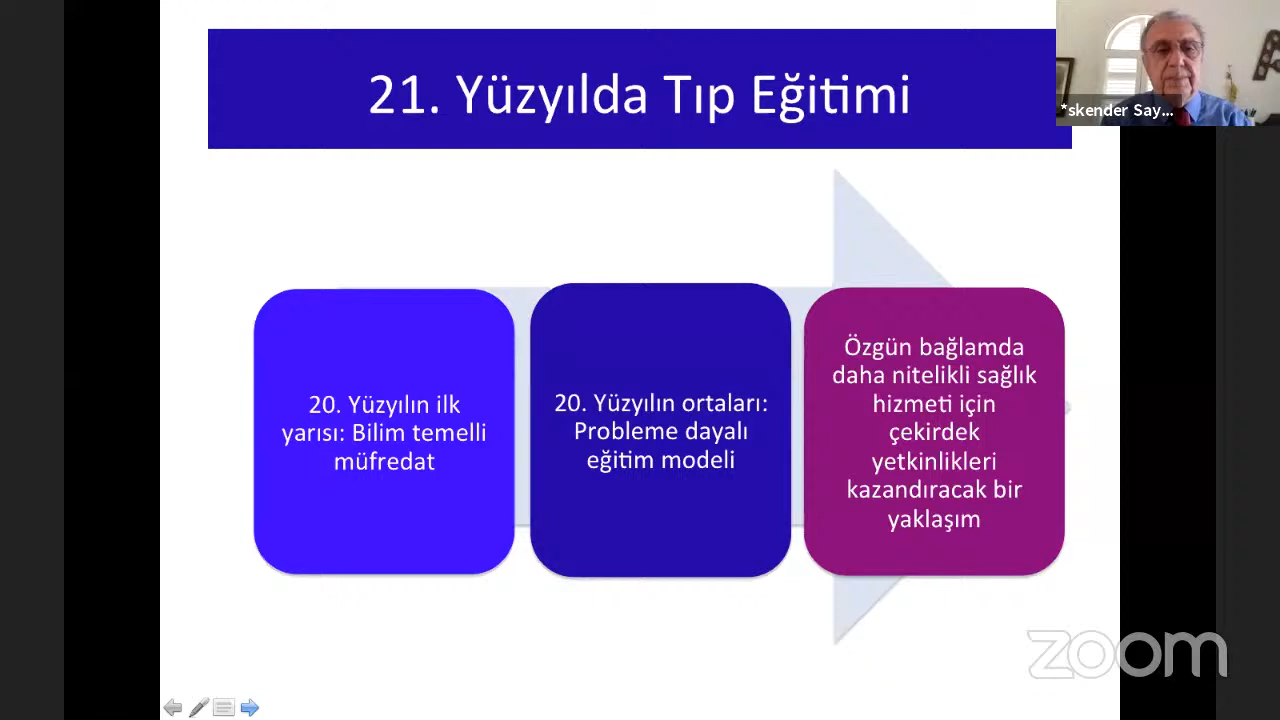 21. Yüzyılda Tıp Eğitimi
*skender Say...
20. Yüzyılın ilk
yarısı: Bilim temelli
müfredat
20. Yüzyılın ortaları:
Probleme dayalı
eğitim modeli
Özgün bağlamda
daha nitelikli sağlık
hizmeti için
çekirdek
yetkinlikleri
kazandıracak bir
yaklaşım
zoom